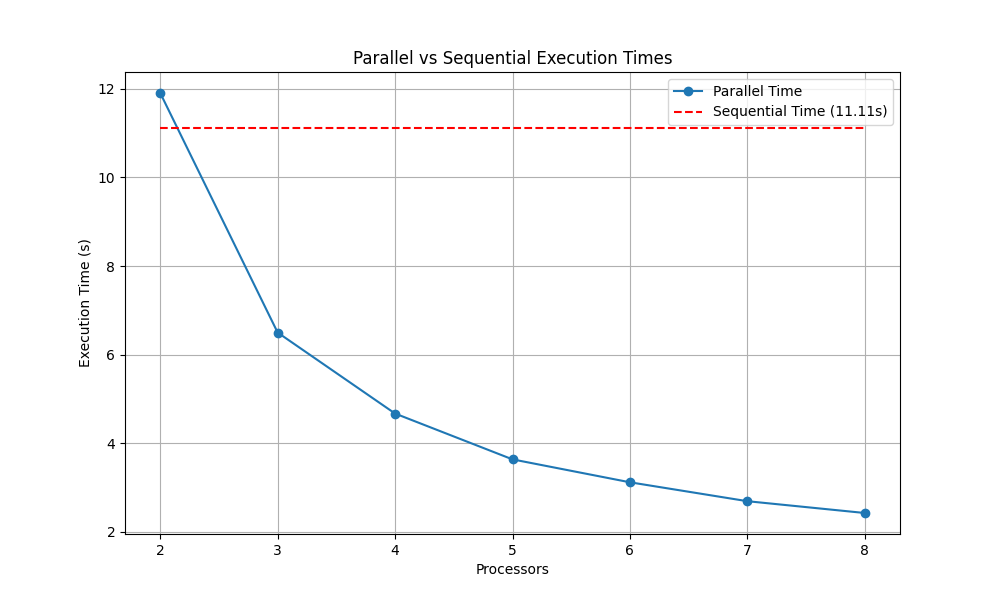 Parallel vs Sequential Execution Times
Parallel Time
Sequential Time (11.11s)
Execution Time (s)
12
10
8
6
4
2
2 3 4 5 6 7 8
Processors